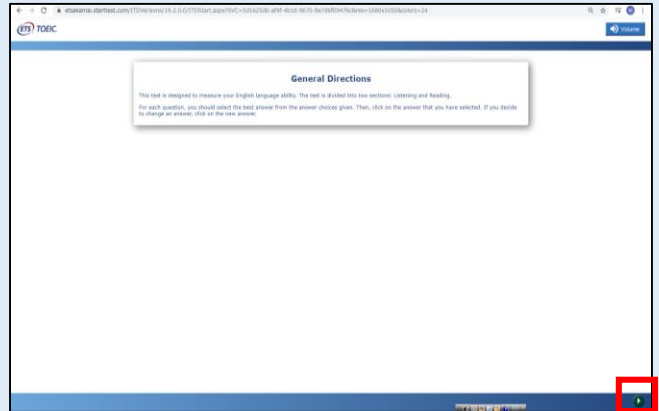 ETS TOEIC.
Volume
General Directions
This test is designed to measure your English language ability. The test is divided into two sections: Listening and Reading.
For each question, you should select the best answer from the answer choices given. Then, click on the answer that you have selected. If you decide
to change an answer, click on the new answer.